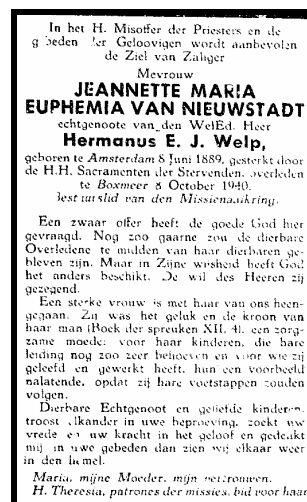 In het H. Misoffer der Priesters en de
gebeden der Geloovigen wordt aanbevolen
de Ziel van Zaliger
Mevrouw
JEANNETTE MARIA
EUPHEMIA VAN NIEUWSTADT
echtgenoote van den WelEd. Heer
Hermanus E. J. Welp,
geboren te Amsterdam 8 Juni 1889, gesterkt door
de H.H. Sacramenten der Stervenden, overleden
te Boxmeer 8 October 1940.
Bestuurslid van den Missienaaikring.
Een zwaar offer heeft de goede God hier
gevraagd. Nog zoo gaarne zou de dierbare
Overledene te midden van haar dierbaren ge-
bleven zijn. Maar in Zijne wijsheid heeft God
het anders beschikt. De wil des Heeren zij
gezegend.
Een sterke vrouw is met haar van ons heen-
gegaan. Zij was het geluk en de kroon van
haar man (Boek der spreuken XII, 4), een zorg-
zame moeder voor haar kinderen, die hare
leiding nog zoo zeer behoeven en voor wie zij
geleefd en gewerkt heeft, hun een voorbeeld
nalatende, opdat zij hare voetstappen zouden
volgen.
Dierbare Echtgenoot en geliefde kinderen,
troost elkander in uwe beproeving, zoekt uw
vrede en uw kracht in het geloof en gedenkt
mij in uwe gebeden dan zien wij elkaar weer
in den hemel.
Maria, mijne Moeder, mijn vertrouwen.
H. Theresia, patrones der missies, bid voor haar